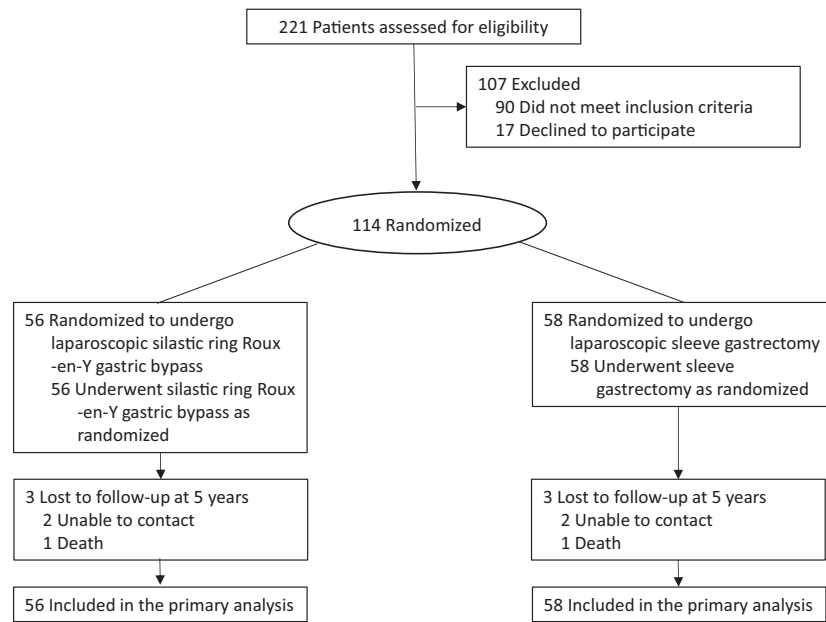 221 Patients assessed for eligibility
107 Excluded
90 Did not meet inclusion criteria
17 Declined to participate
114 Randomized
56 Randomized to undergo
laparoscopic silastic ring Roux
-en-Y gastric bypass
56 Underwent silastic ring Roux
-en-Y gastric bypass as
randomized
58 Randomized to undergo
laparoscopic sleeve gastrectomy
58 Underwent sleeve
gastrectomy as randomized
3 Lost to follow-up at 5 years
2 Unable to contact
1 Death
3 Lost to follow-up at 5 years
2 Unable to contact
1 Death
56 Included in the primary analysis
58 Included in the primary analysis